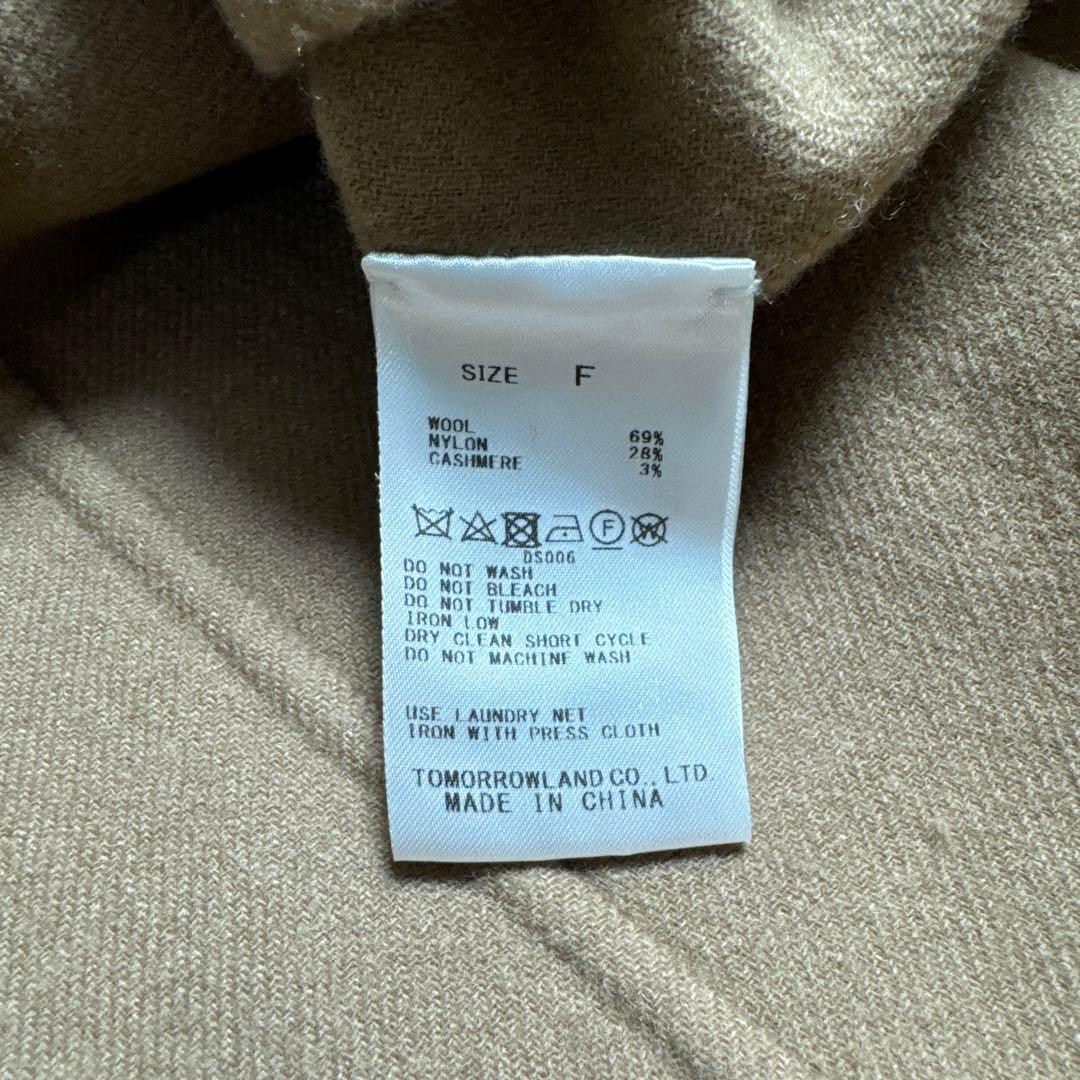 SIZE F
WOOL 69%
NYLON 28%
CASHMERE 3%
F W
DS006
DO NOT WASH
DO NOT BLEACH
DO NOT TUMBLE DRY
IRON LOW
DRY CLEAN SHORT CYCLE
DO NOT MACHINE WASH
USE LAUNDRY NET
IRON WITH PRESS CLOTH
TOMORROWLAND CO., LTD.
MADE IN CHINA